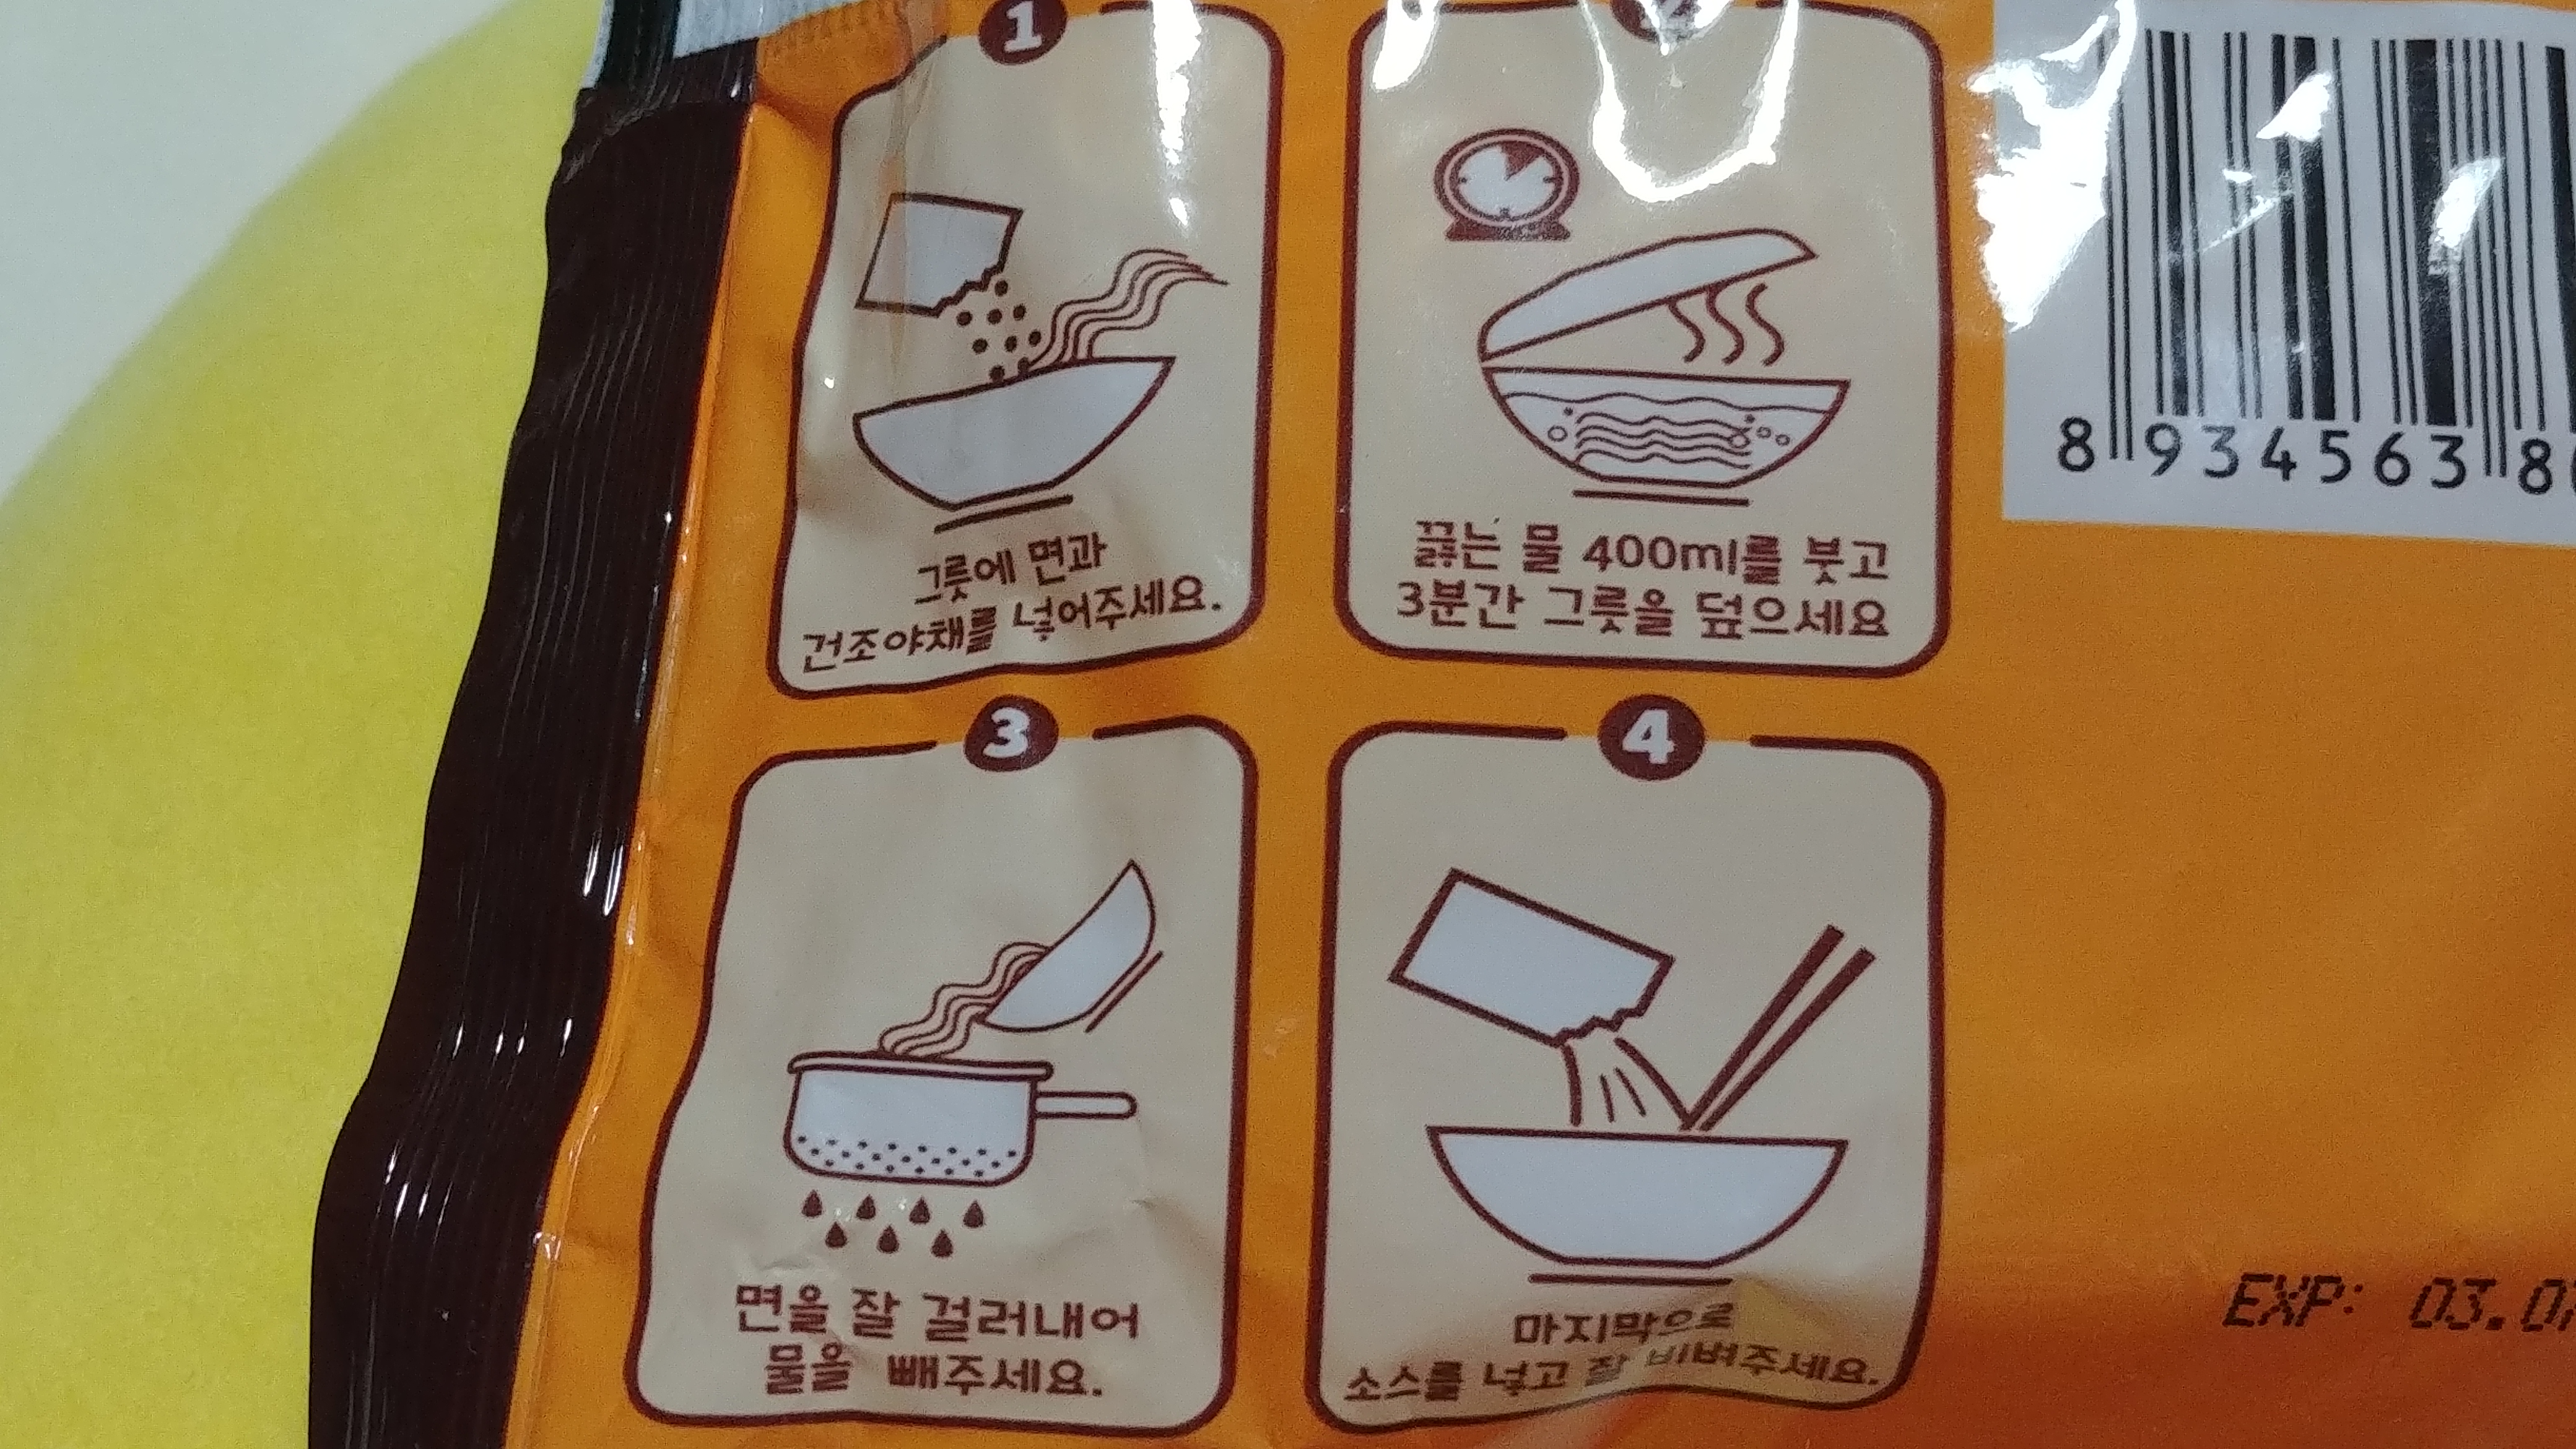 1
그릇에 면과
건조야채를 넣어주세요.
끓는 물 400ml를 붓고
3분간 그릇을 덮으세요
8 934563 8
3
면을 잘 걸러내어
물을 빼주세요.
4
마지막으로
소스를 넣고 잘 비벼주세요.
EXP: 03.0